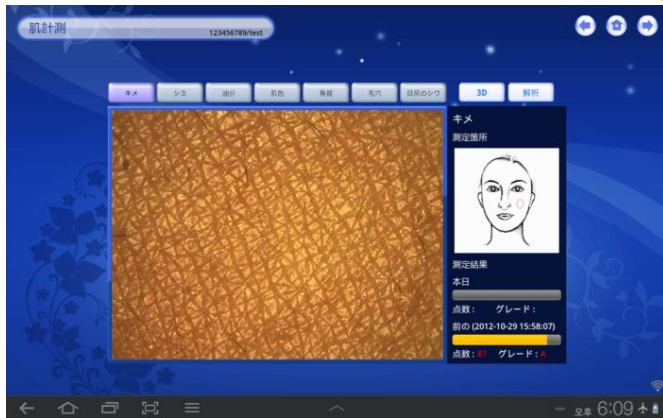 肌計測
123456789/test
キメ シミ 油分 肌色 角質 毛穴 目尻のシワ 3D 解析
キメ
測定箇所
測定結果
本日
点数： グレード：
前の (2012-10-29 15:58:07)
点数：87 グレード：A
오후 6:09